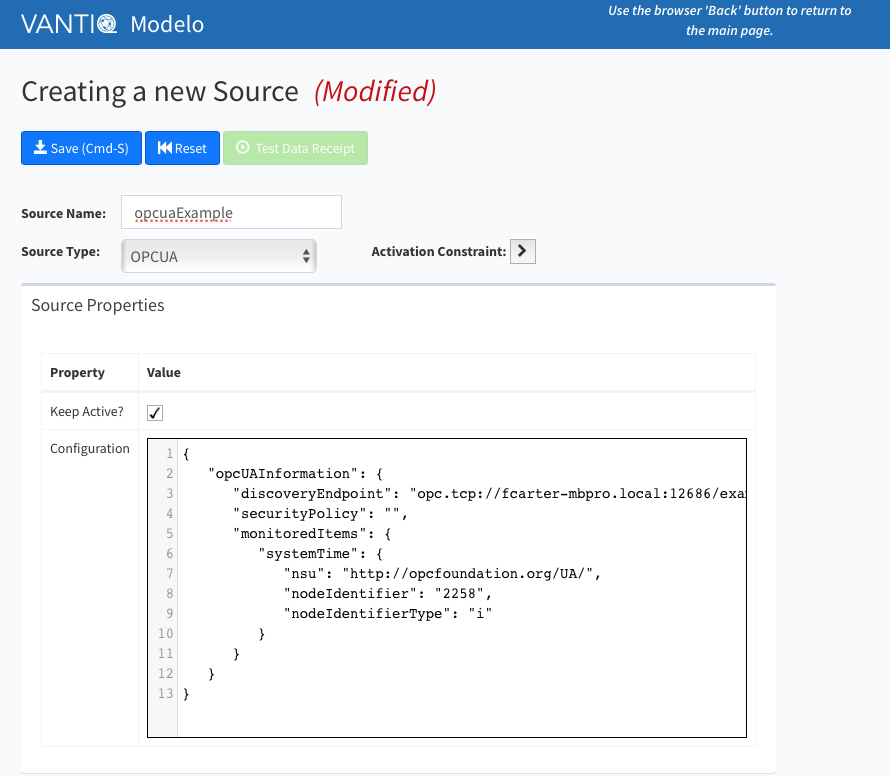 VANTIQ Modelo
Use the browser 'Back' button to return to
the main page.
Creating a new Source (Modified)
Save (Cmd-S) Reset Test Data Receipt
Source Name: opcuaExample
Source Type: OPCUA Activation Constraint:
Source Properties
Property Value
Keep Active?
Configuration
1 {
2 "opcUAInformation": {
3 "discoveryEndpoint": "opc.tcp://fcarter-mbpro.local:12686/exa
4 "securityPolicy": "",
5 "monitoredItems": {
6 "systemTime": {
7 "nsu": "http://opcfoundation.org/UA/",
8 "nodeIdentifier": "2258",
9 "nodeIdentifierType": "i"
10 }
11 }
12 }
13 }